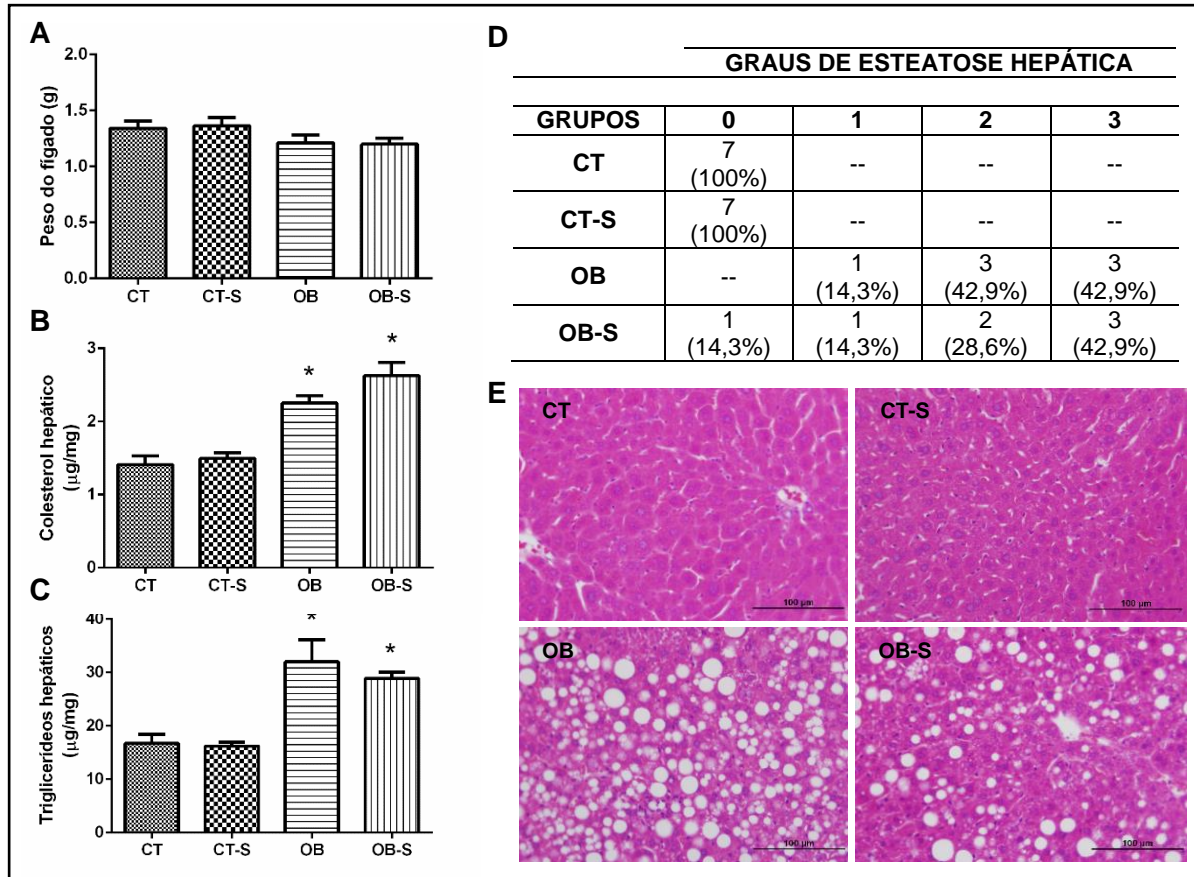 A
Peso do fígado (g)
2.0
1.5
1.0
0.5
0.0
CT CT-S OB OB-S
B
Colesterol hepático
(µg/mg)
3
2
1
0
* *
CT CT-S OB OB-S
C
Triglicerídeos hepáticos
(µg/mg)
40
30
20
10
0
* *
CT CT-S OB OB-S
D
GRAUS DE ESTEATOSE HEPÁTICA
GRUPOS 0 1 2 3
CT 7 (100%) -- -- --
CT-S 7 (100%) -- -- --
OB -- 1 (14,3%) 3 (42,9%) 3 (42,9%)
OB-S 1 (14,3%) 1 (14,3%) 2 (28,6%) 3 (42,9%)
E
CT
100 µm
CT-S
100 µm
OB
100 µm
OB-S
100 µm